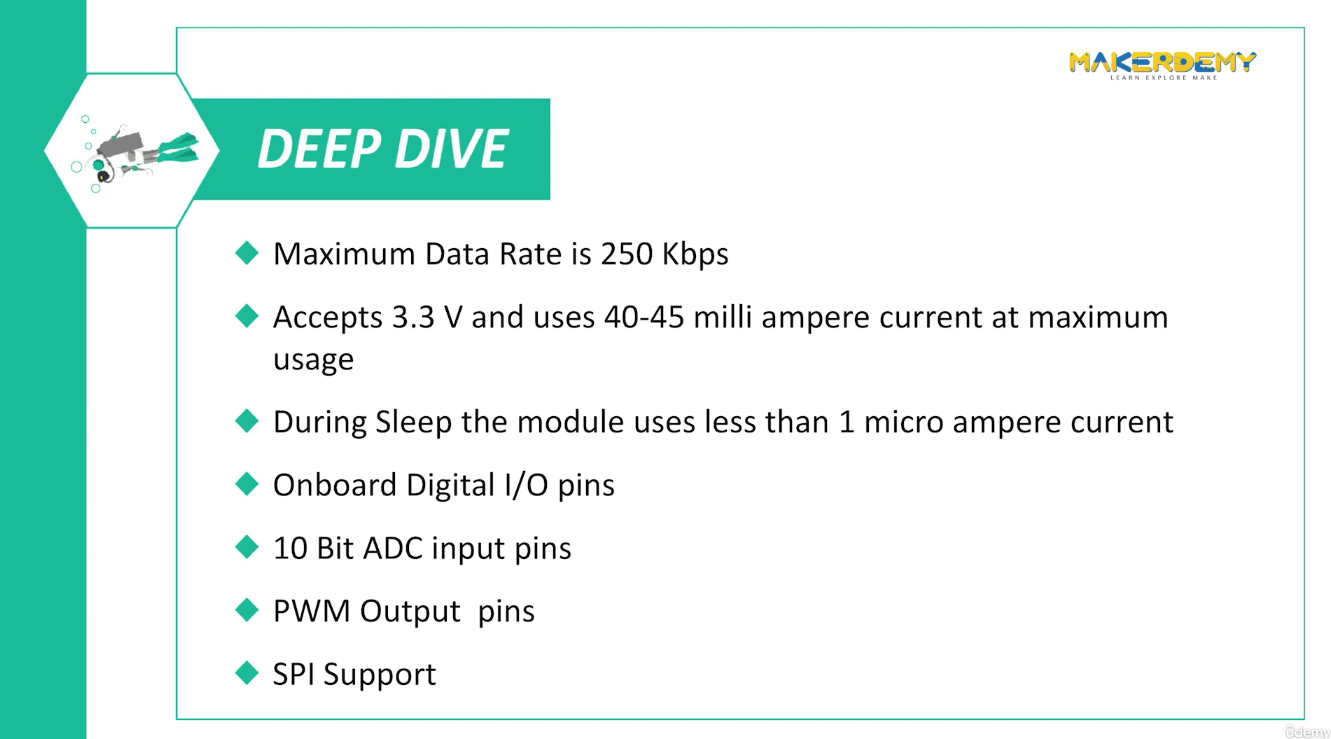 MAKERDEMY
LEARN EXPLORE MAKE
DEEP DIVE
Maximum Data Rate is 250 Kbps
Accepts 3.3 V and uses 40-45 milli ampere current at maximum
usage
During Sleep the module uses less than 1 micro ampere current
Onboard Digital I/O pins
10 Bit ADC input pins
PWM Output pins
SPI Support
ûdemy